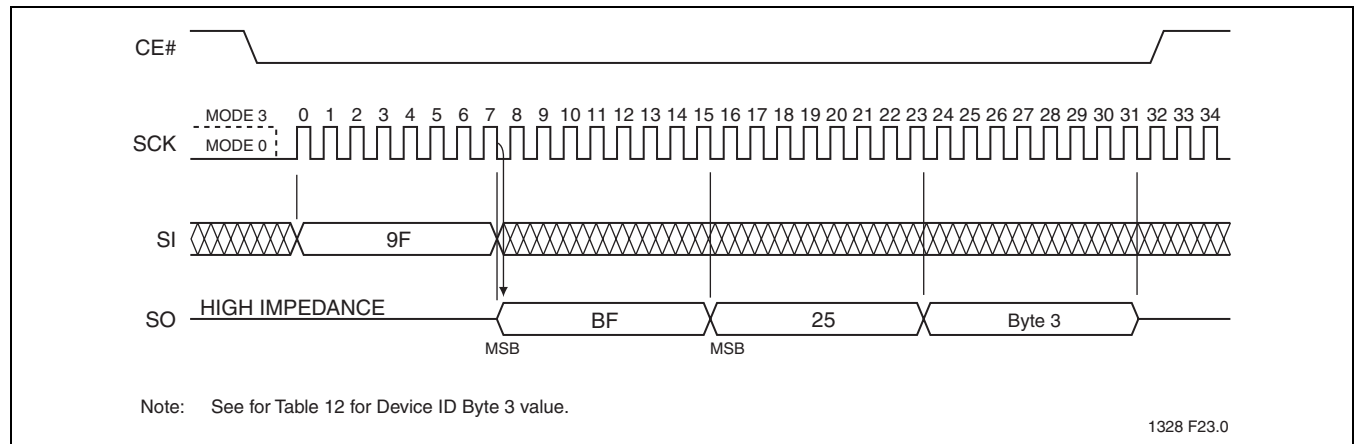 CE#
MODE 3
0 1 2 3 4 5 6 7 8 9 10 11 12 13 14 15 16 17 18 19 20 21 22 23 24 25 26 27 28 29 30 31 32 33 34
SCK
MODE 0
SI
9F
HIGH IMPEDANCE
SO
BF
25
Byte 3
MSB
MSB
Note: See for Table 12 for Device ID Byte 3 value.
1328 F23.0